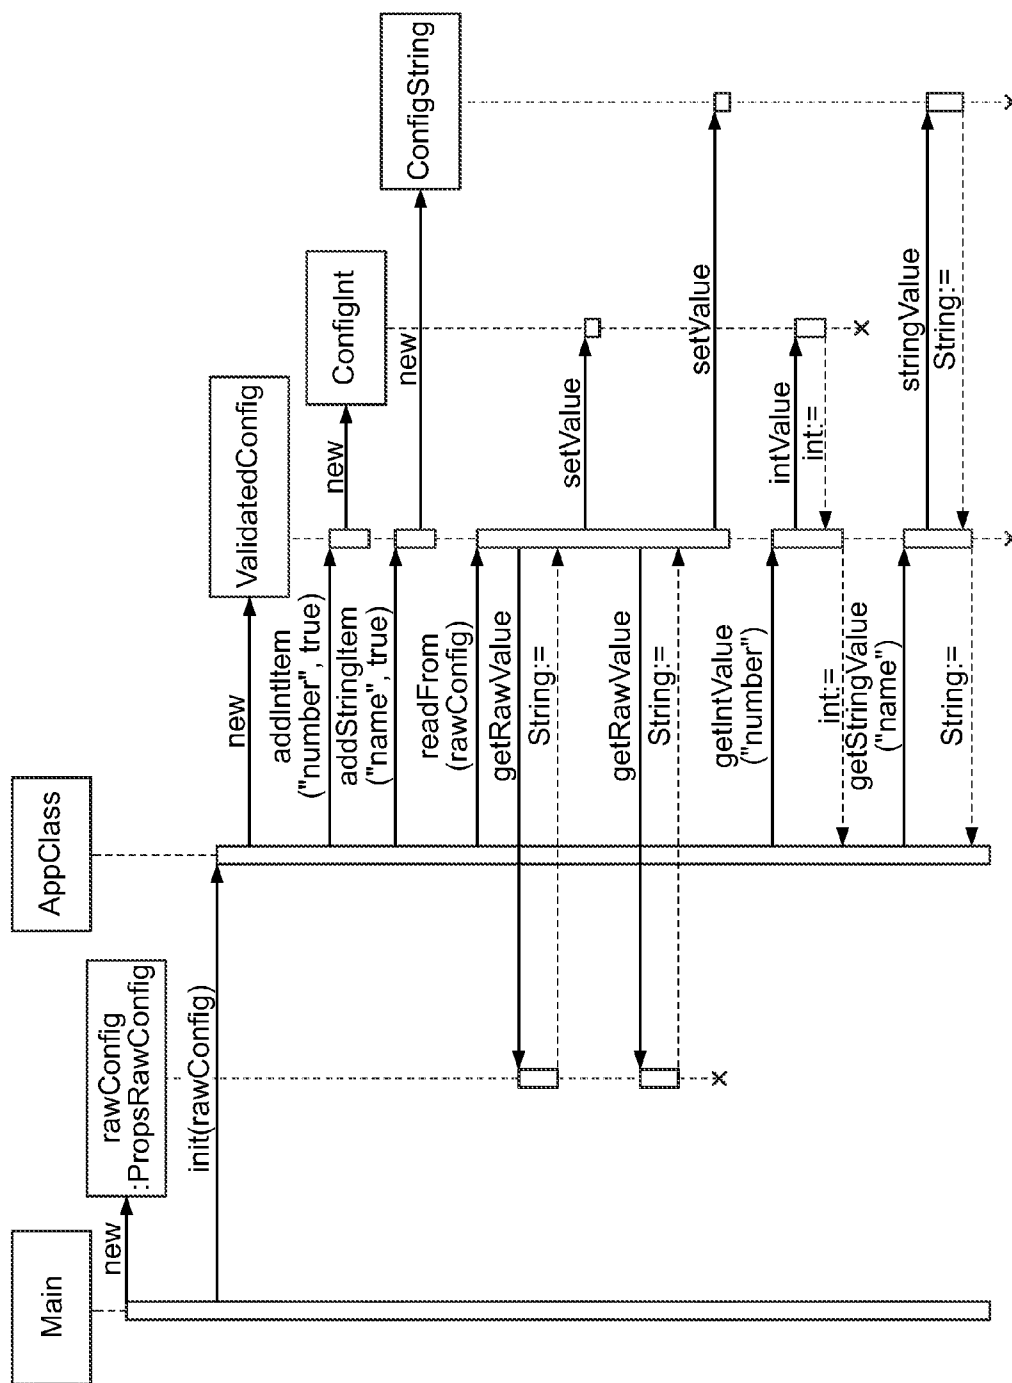 Main
new
rawConfig
:PropsRawConfig
init(rawConfig)
AppClass
new
ValidatedConfig
addIntItem
("number", true)
new
ConfigInt
addStringItem
("name", true)
new
ConfigString
readFrom
(rawConfig)
getRawValue
String:=
setValue
getRawValue
String:=
setValue
getIntValue
("number")
intValue
int:=
int:=
getStringValue
("name")
stringValue
String:=
String:=